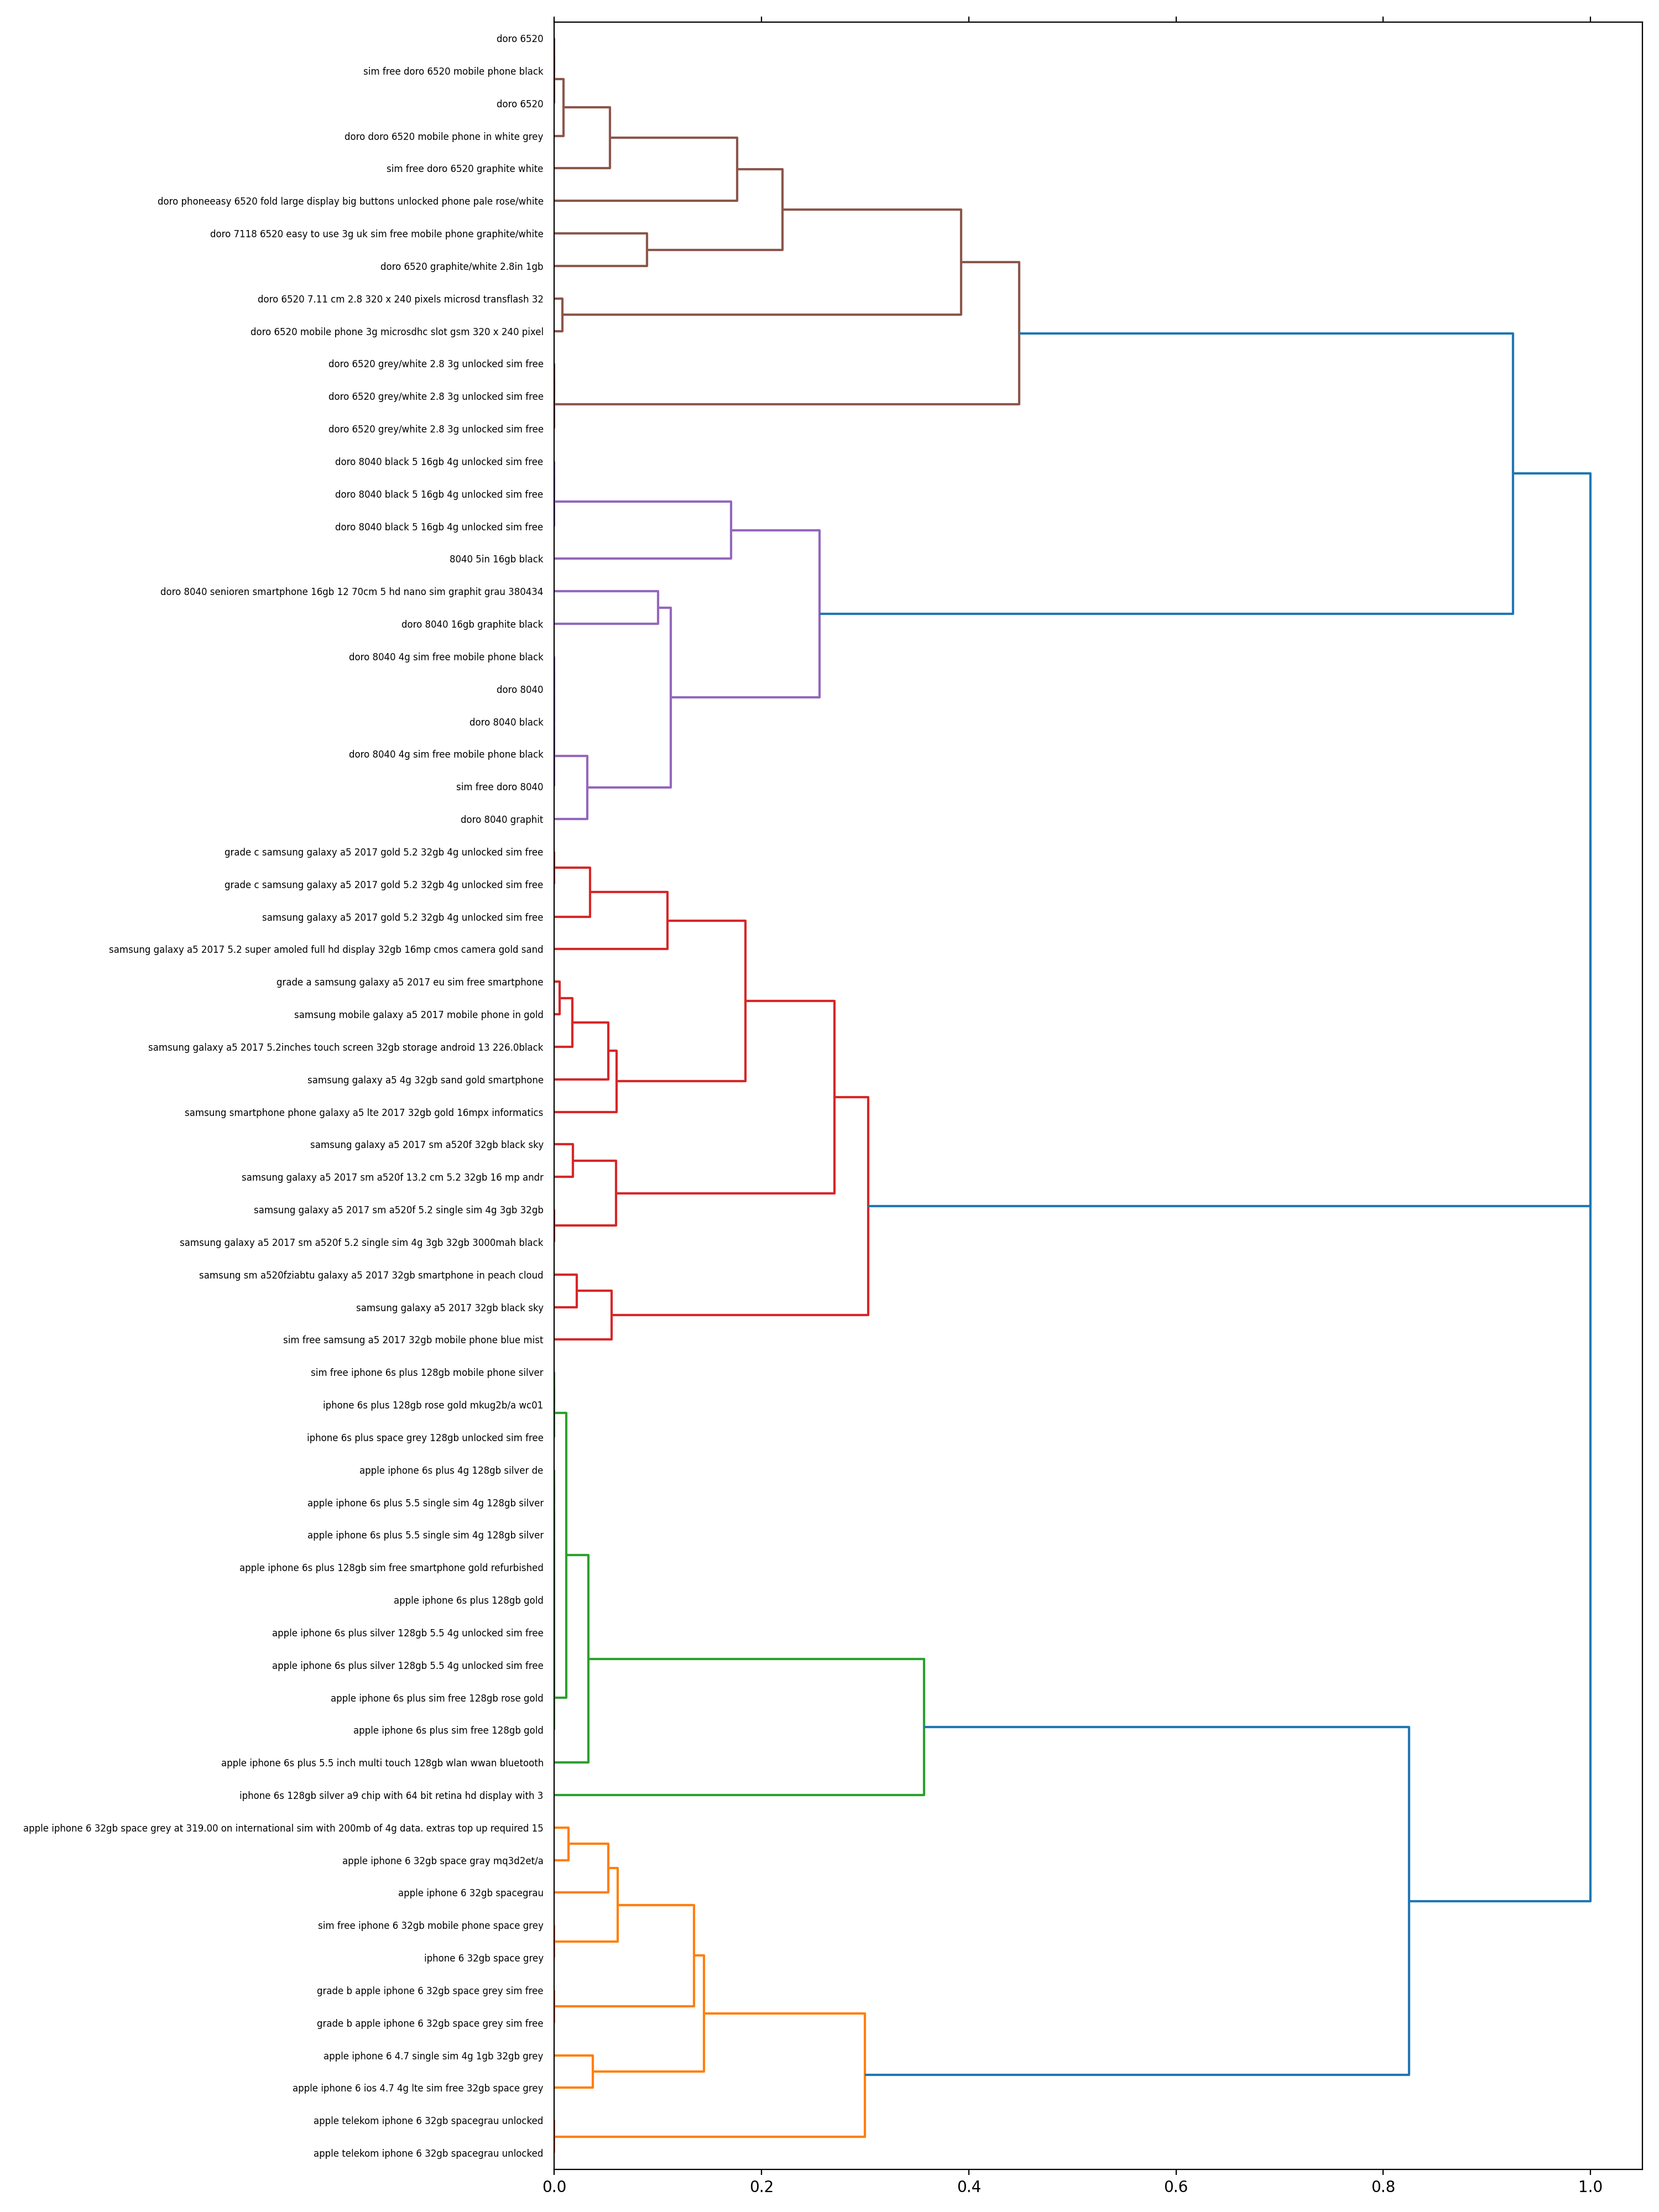 doro 6520
sim free doro 6520 mobile phone black
doro 6520
doro doro 6520 mobile phone in white grey
sim free doro 6520 graphite white
doro phoneeasy 6520 fold large display big buttons unlocked phone pale rose/white
doro 7118 6520 easy to use 3g uk sim free mobile phone graphite/white
doro 6520 graphite/white 2.8in 1gb
doro 6520 7.11 cm 2.8 320 x 240 pixels microsd transflash 32
doro 6520 mobile phone 3g microsdhc slot gsm 320 x 240 pixel
doro 6520 grey/white 2.8 3g unlocked sim free
doro 6520 grey/white 2.8 3g unlocked sim free
doro 6520 grey/white 2.8 3g unlocked sim free
doro 8040 black 5 16gb 4g unlocked sim free
doro 8040 black 5 16gb 4g unlocked sim free
doro 8040 black 5 16gb 4g unlocked sim free
8040 5in 16gb black
doro 8040 senioren smartphone 16gb 12 70cm 5 hd nano sim graphit grau 380434
doro 8040 16gb graphite black
doro 8040 4g sim free mobile phone black
doro 8040
doro 8040 black
doro 8040 4g sim free mobile phone black
sim free doro 8040
doro 8040 graphit
grade c samsung galaxy a5 2017 gold 5.2 32gb 4g unlocked sim free
grade c samsung galaxy a5 2017 gold 5.2 32gb 4g unlocked sim free
samsung galaxy a5 2017 gold 5.2 32gb 4g unlocked sim free
samsung galaxy a5 2017 5.2 super amoled full hd display 32gb 16mp cmos camera gold sand
grade a samsung galaxy a5 2017 eu sim free smartphone
samsung mobile galaxy a5 2017 mobile phone in gold
samsung galaxy a5 2017 5.2inches touch screen 32gb storage android 13 226.0black
samsung galaxy a5 4g 32gb sand gold smartphone
samsung smartphone phone galaxy a5 lte 2017 32gb gold 16mpx informatics
samsung galaxy a5 2017 sm a520f 32gb black sky
samsung galaxy a5 2017 sm a520f 13.2 cm 5.2 32gb 16 mp andr
samsung galaxy a5 2017 sm a520f 5.2 single sim 4g 3gb 32gb
samsung galaxy a5 2017 sm a520f 5.2 single sim 4g 3gb 32gb 3000mah black
samsung sm a520fziabtu galaxy a5 2017 32gb smartphone in peach cloud
samsung galaxy a5 2017 32gb black sky
sim free samsung a5 2017 32gb mobile phone blue mist
sim free iphone 6s plus 128gb mobile phone silver
iphone 6s plus 128gb rose gold mkug2b/a wc01
iphone 6s plus space grey 128gb unlocked sim free
apple iphone 6s plus 4g 128gb silver de
apple iphone 6s plus 5.5 single sim 4g 128gb silver
apple iphone 6s plus 5.5 single sim 4g 128gb silver
apple iphone 6s plus 128gb sim free smartphone gold refurbished
apple iphone 6s plus 128gb gold
apple iphone 6s plus silver 128gb 5.5 4g unlocked sim free
apple iphone 6s plus silver 128gb 5.5 4g unlocked sim free
apple iphone 6s plus sim free 128gb rose gold
apple iphone 6s plus sim free 128gb gold
apple iphone 6s plus 5.5 inch multi touch 128gb wlan wwan bluetooth
iphone 6s 128gb silver a9 chip with 64 bit retina hd display with 3
apple iphone 6 32gb space grey at 319.00 on international sim with 200mb of 4g data. extras top up required 15
apple iphone 6 32gb space gray mq3d2et/a
apple iphone 6 32gb spacegrau
sim free iphone 6 32gb mobile phone space grey
iphone 6 32gb space grey
grade b apple iphone 6 32gb space grey sim free
grade b apple iphone 6 32gb space grey sim free
apple iphone 6 4.7 single sim 4g 1gb 32gb grey
apple iphone 6 ios 4.7 4g lte sim free 32gb space grey
apple telekom iphone 6 32gb spacegrau unlocked
apple telekom iphone 6 32gb spacegrau unlocked
0.0 0.2 0.4 0.6 0.8 1.0